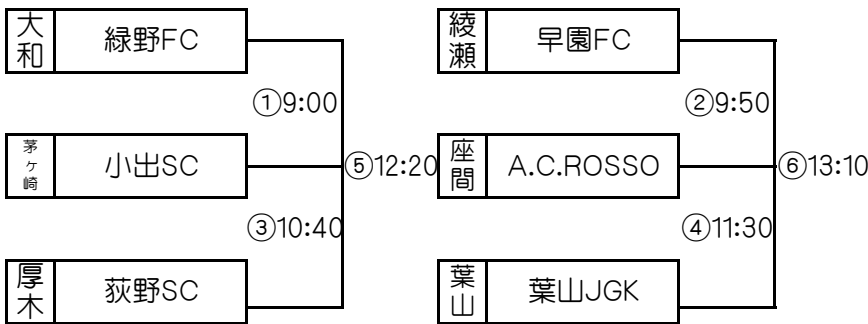 大和 緑野FC
①9:00
茅ヶ崎 小出SC
⑤12:20
③10:40
厚木 荻野SC
綾瀬 早園FC
②9:50
座間 A.C.ROSSO
⑥13:10
④11:30
葉山 葉山JGK